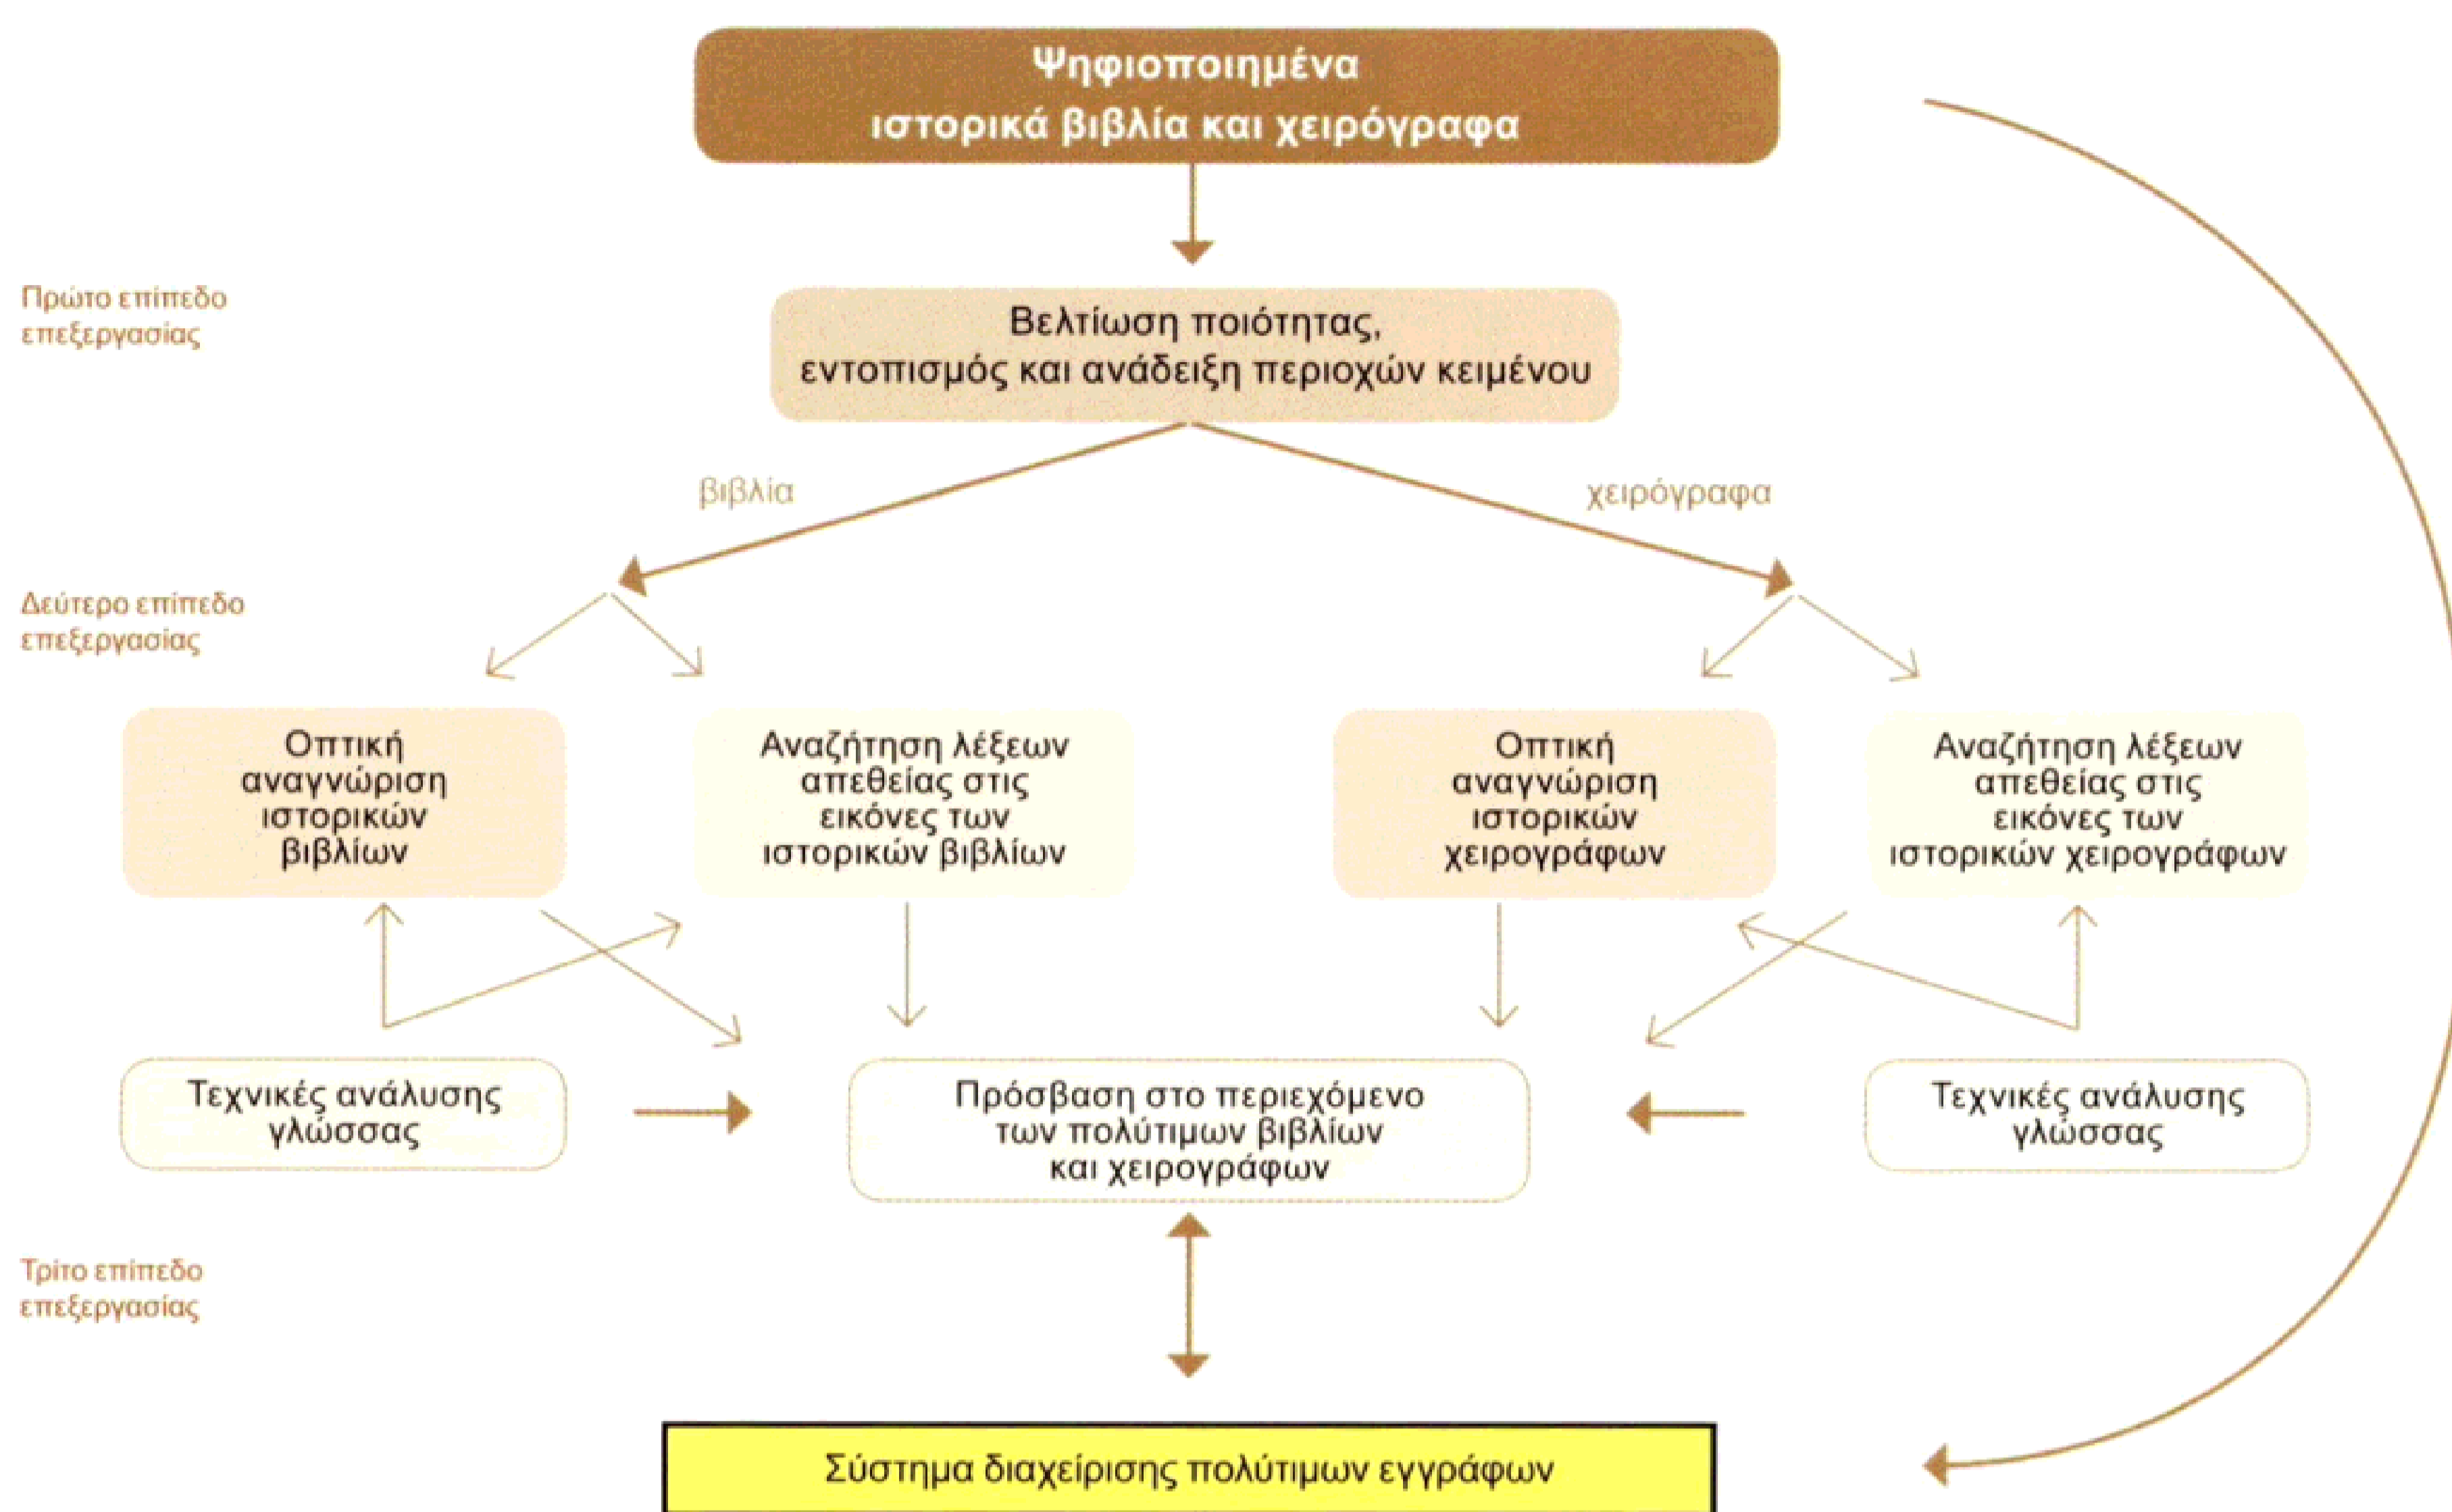 Ψηφιοποιημένα
ιστορικά βιβλία και χειρόγραφα
Πρώτο επίπεδο
επεξεργασίας
Βελτίωση ποιότητας,
εντοπισμός και ανάδειξη περιοχών κειμένου
βιβλία
χειρόγραφα
Δεύτερο επίπεδο
επεξεργασίας
Οπτική
αναγνώριση
ιστορικών
βιβλίων
Αναζήτηση λέξεων
απεθείας στις
εικόνες των
ιστορικών βιβλίων
Οπτική
αναγνώριση
ιστορικών
χειρογράφων
Αναζήτηση λέξεων
απεθείας στις
εικόνες των
ιστορικών χειρογράφων
Τεχνικές ανάλυσης
γλώσσας
Πρόσβαση στο περιεχόμενο
των πολύτιμων βιβλίων
και χειρογράφων
Τεχνικές ανάλυσης
γλώσσας
Τρίτο επίπεδο
επεξεργασίας
Σύστημα διαχείρισης πολύτιμων εγγράφων